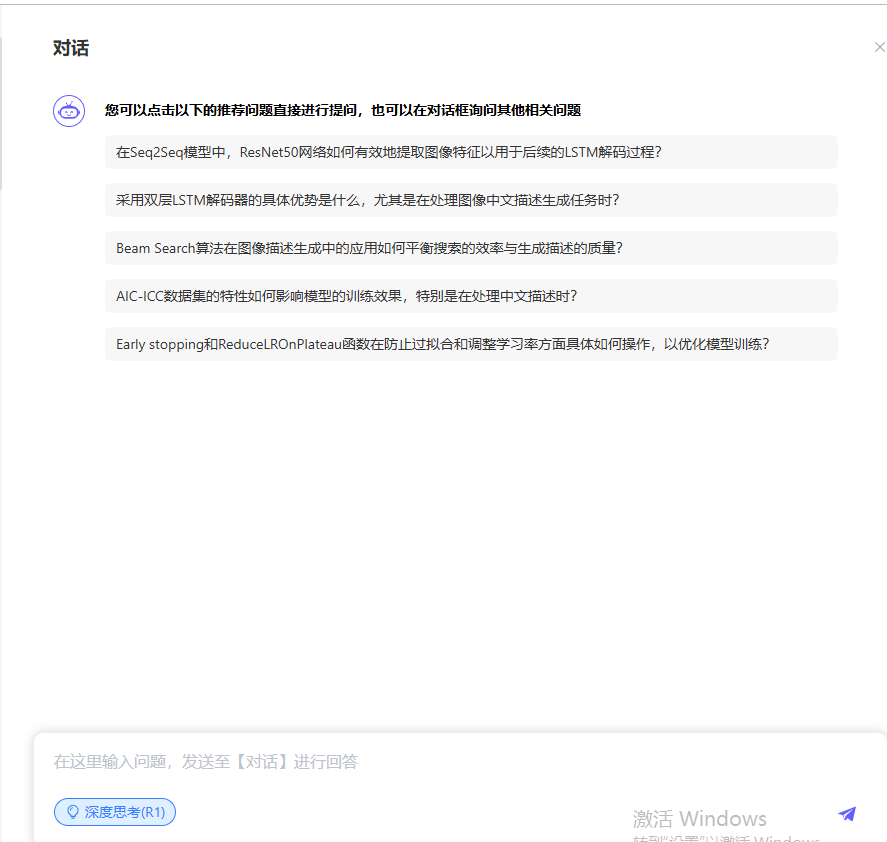 对话
您可以点击以下的推荐问题直接进行提问，也可以在对话框询问其他相关问题
在Seq2Seq模型中，ResNet50网络如何有效地提取图像特征以用于后续的LSTM解码过程？
采用双层LSTM解码器的具体优势是什么，尤其是在处理图像中文描述生成任务时？
Beam Search算法在图像描述生成中的应用如何平衡搜索的效率与生成描述的质量？
AIC-ICC数据集的特性如何影响模型的训练效果，特别是在处理中文描述时？
Early stopping和ReduceLROnPlateau函数在防止过拟合和调整学习率方面具体如何操作，以优化模型训练？
在这里输入问题，发送至【对话】进行回答
深度思考(R1)
激活 Windows
转到"设置"以激活 Windows